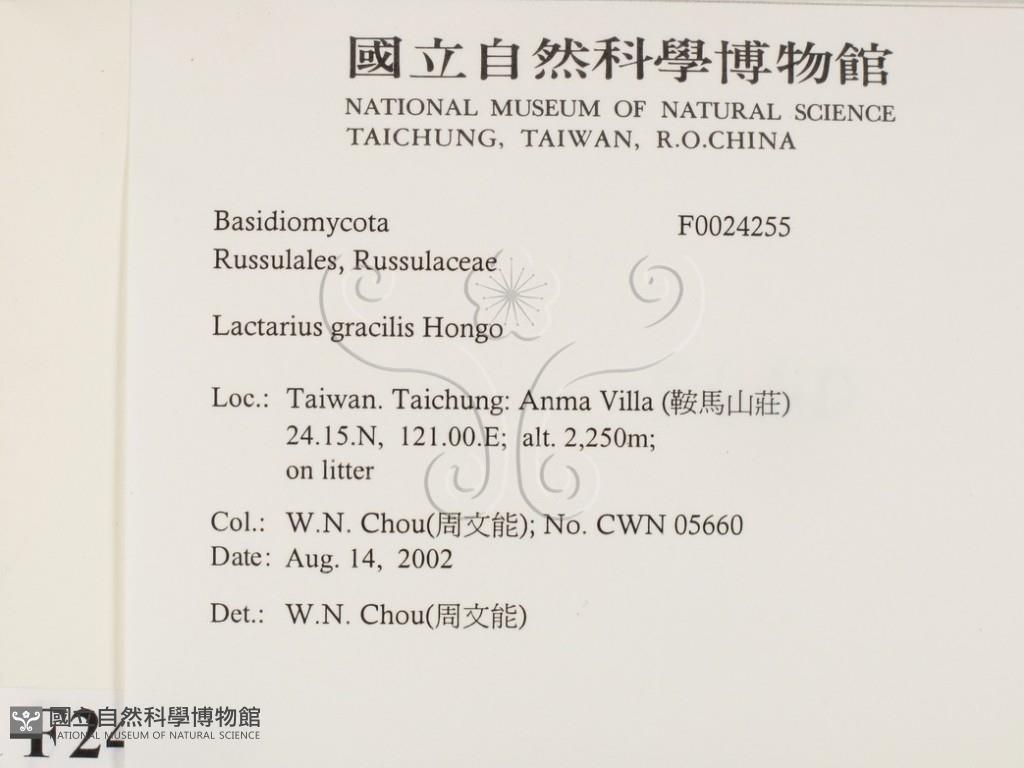 國立自然科學博物館
NATIONAL MUSEUM OF NATURAL SCIENCE
TAICHUNG, TAIWAN, R.O.CHINA
Basidiomycota F0024255
Russulales, Russulaceae
Lactarius gracilis Hongo
Loc.: Taiwan. Taichung: Anma Villa (鞍馬山莊)
24.15.N, 121.00.E; alt. 2,250m;
on litter
Col.: W.N. Chou(周文能); No. CWN 05660
Date: Aug. 14, 2002
Det.: W.N. Chou(周文能)
國立自然科學博物館
NATIONAL MUSEUM OF NATURAL SCIENCE